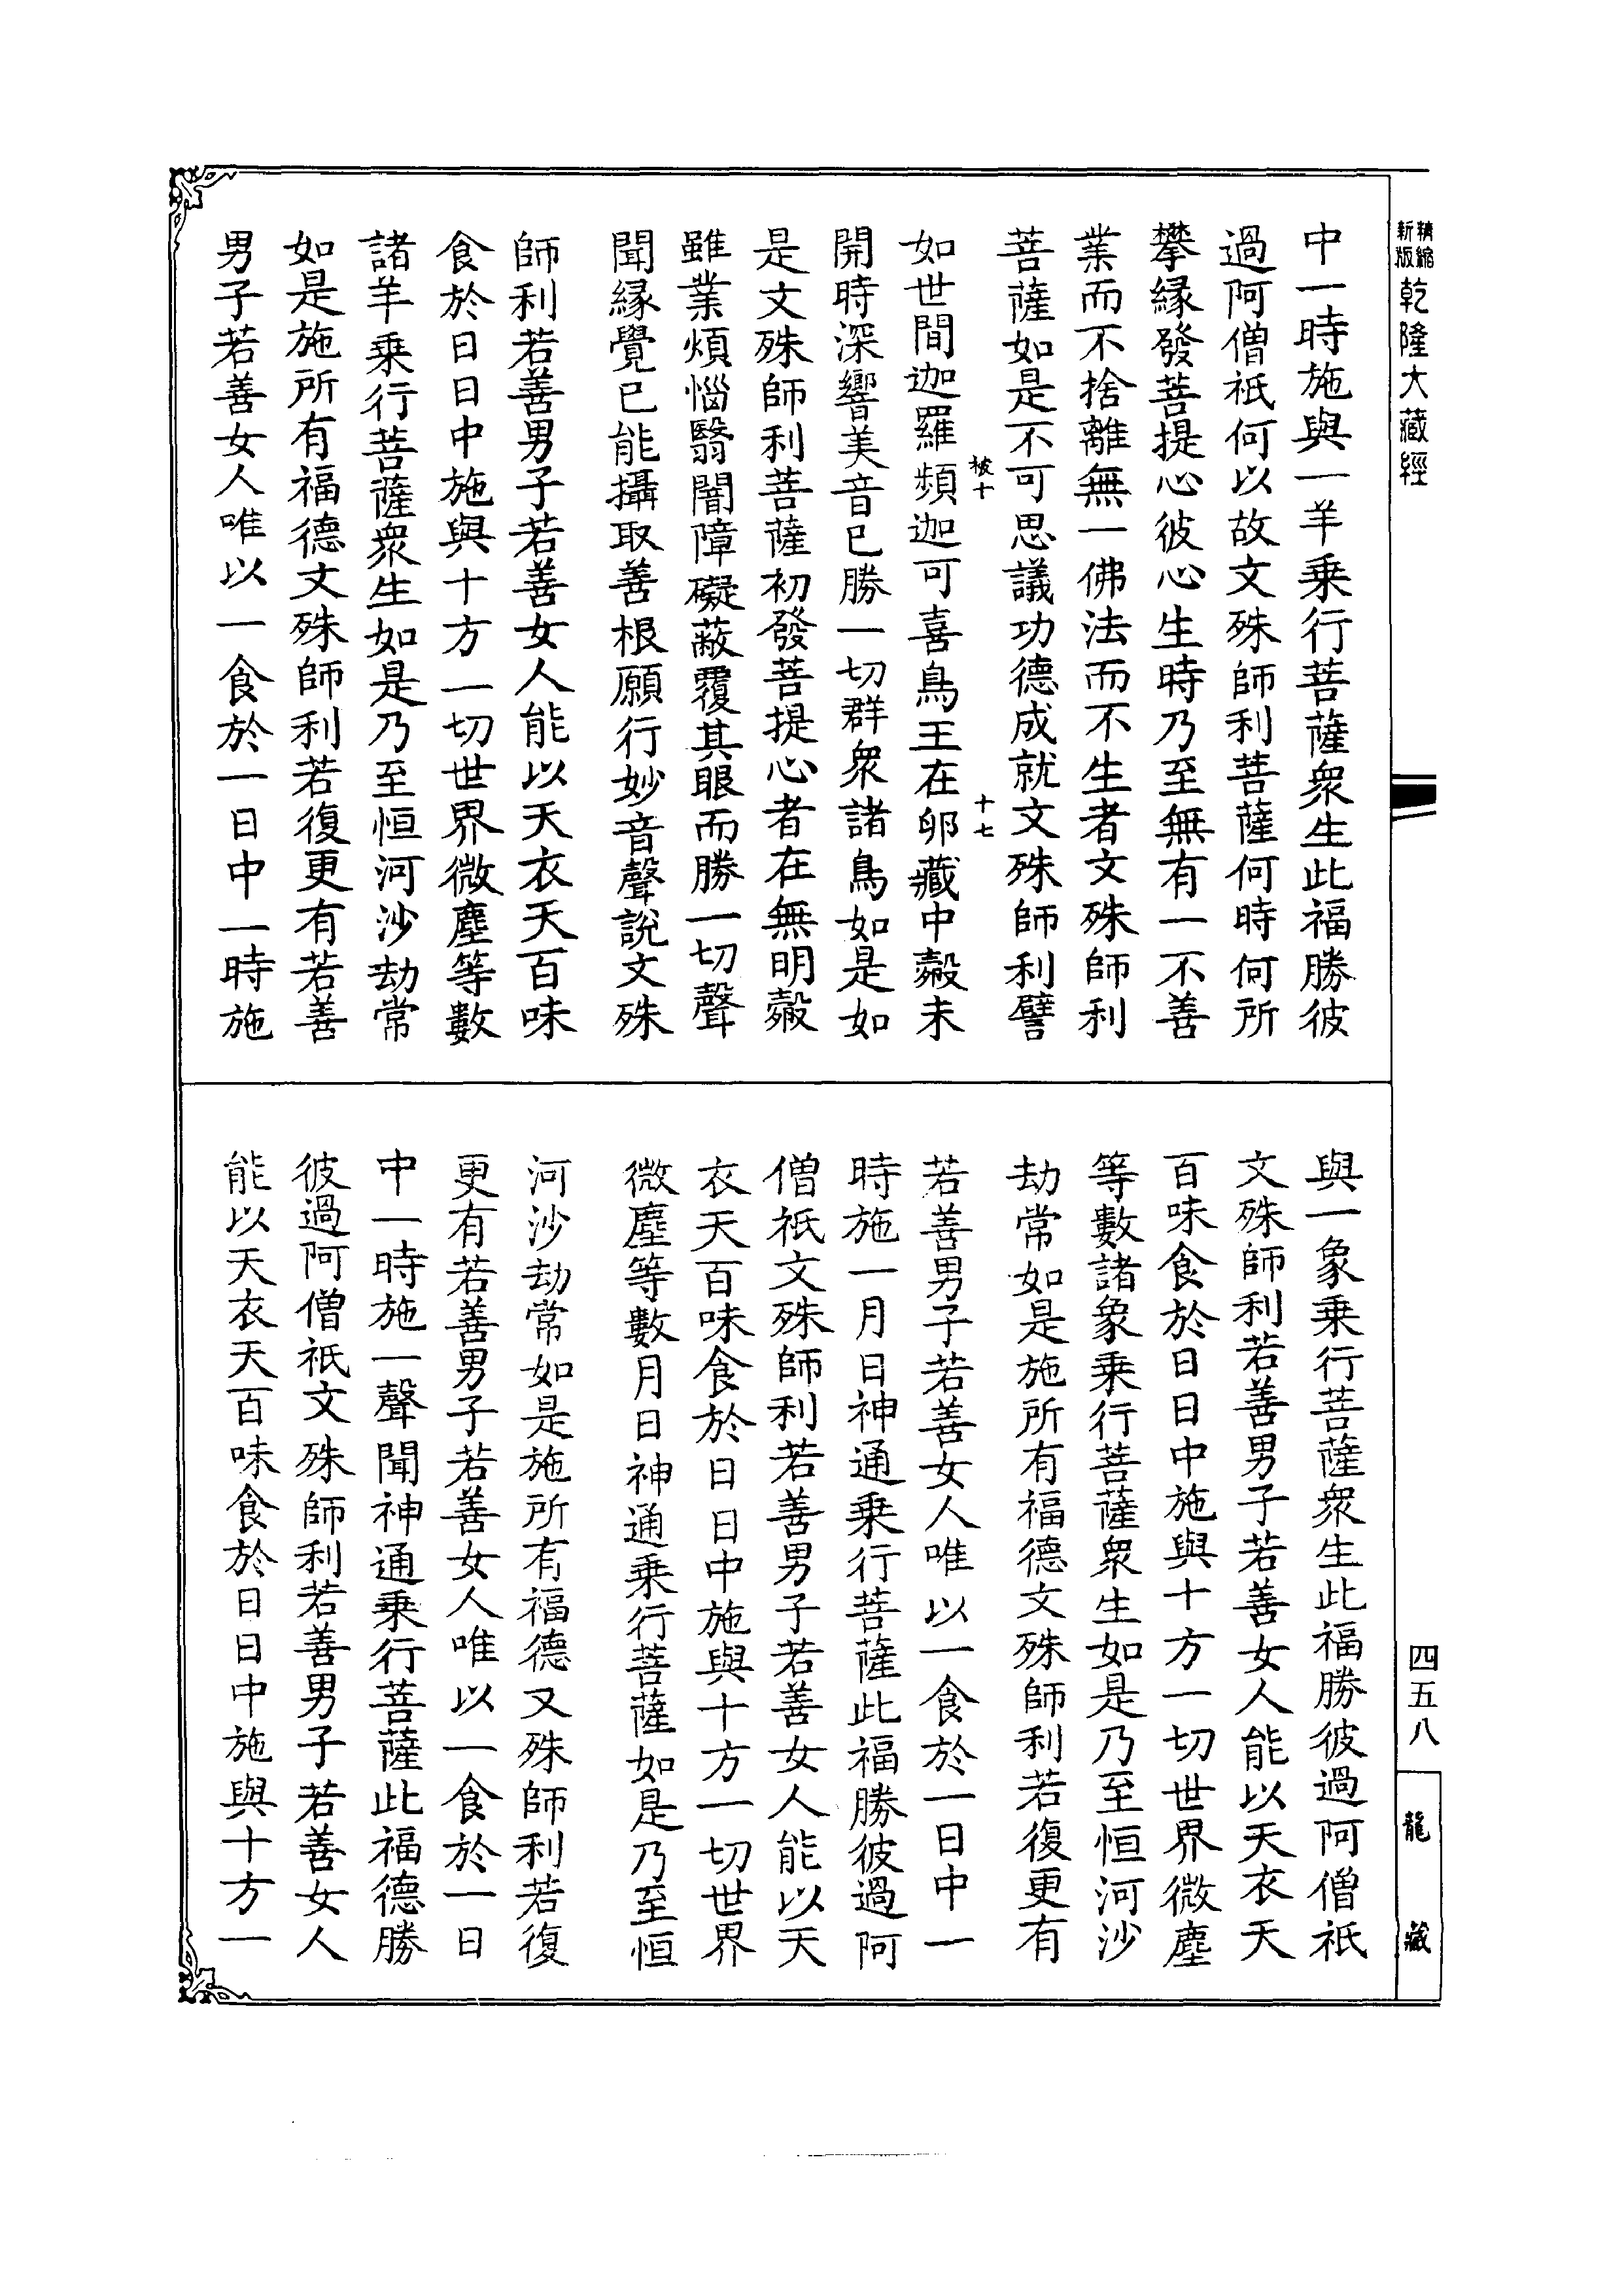 精縮
新版
乾隆大藏經
中一時施與一羊乘行菩薩衆生此福勝彼
過阿僧祇何以故文殊師利菩薩何時何所
攀緣發菩提心彼心生時乃至無有一不善
業而不捨離無一佛法而不生者文殊師利
菩薩如是不可思議功德成就文殊師利譬
被十
十七
如世間迦羅頻迦可喜鳥王在卵藏中㲉未
開時深響美音已勝一切群衆諸鳥如是如
是文殊師利菩薩初發菩提心者在無明㲉
雖業煩惱翳闇障礙蔽覆其眼而勝一切聲
聞緣覺已能攝取善根願行妙音聲說文殊
師利若善男子若善女人能以天衣天百味
食於日日中施與十方一切世界微塵等數
諸羊乘行菩薩衆生如是乃至恒河沙劫常
如是施所有福德文殊師利若復更有若善
男子若善女人唯以一食於一日中一時施
與一象乘行菩薩衆生此福勝彼過阿僧祇
文殊師利若善男子若善女人能以天衣天
百味食於日日中施與十方一切世界微塵
等數諸象乘行菩薩衆生如是乃至恒河沙
劫常如是施所有福德文殊師利若復更有
若善男子若善女人唯以一食於一日中一
時施一月日神通乘行菩薩此福勝彼過阿
僧祇文殊師利若善男子若善女人能以天
衣天百味食於日日中施與十方一切世界
微塵等數月日神通乘行菩薩如是乃至恒
河沙劫常如是施所有福德文殊師利若復
更有若善男子若善女人唯以一食於一日
中一時施一聲聞神通乘行菩薩此福德勝
彼過阿僧祇文殊師利若善男子若善女人
能以天衣天百味食於日日中施與十方一
四五八
龍藏